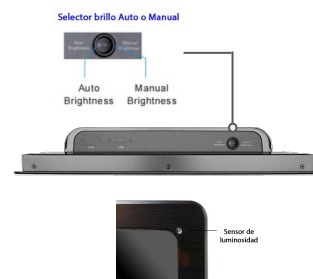 Selector brillo Auto o Manual
Auto Brightness
Manual Brightness
Auto Brightness
Manual Brightness
Sensor de
luminosidad